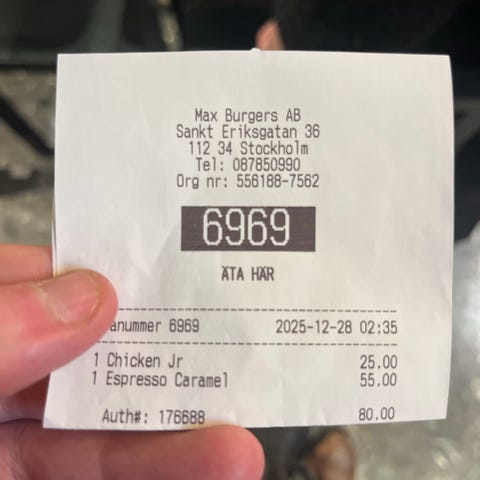 Max Burgers AB
Sankt Eriksgatan 36
112 34 Stockholm
Tel: 087850990
Org nr: 556188-7562
6969
ÄTA HÄR
anummer 6969 2025-12-28 02:35
1 Chicken Jr 25.00
1 Espresso Caramel 55.00
Auth#: 176688 80.00